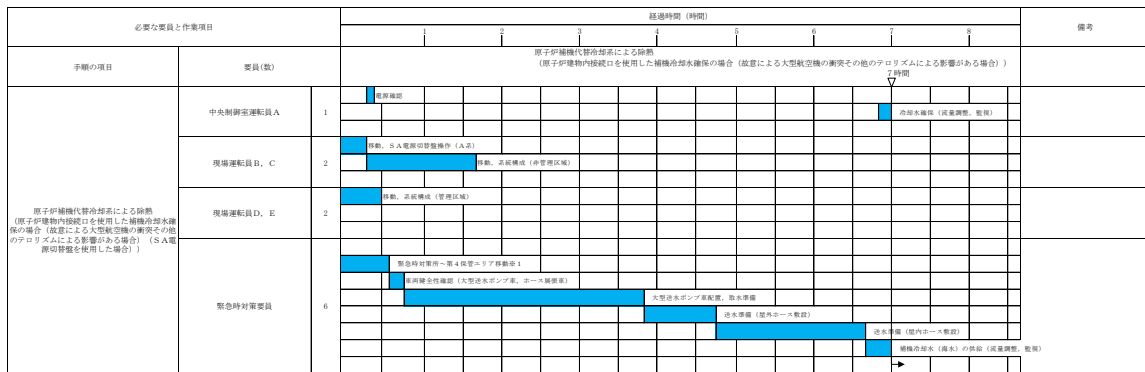 必要な要員と作業項目
経過時間（時間）
備考
1 2 3 4 5 6 7 8
手順の項目
要員(数)
原子炉補機代替冷却系による除熱
（原子炉建物内接続口を使用した補機冷却水確保の場合（故意による大型航空機の衝突その他のテロリズムによる影響がある場合））
７時間
原子炉補機代替冷却系による除熱
（原子炉建物内接続口を使用した補機冷却水確
保の場合（故意による大型航空機の衝突その他
のテロリズムによる影響がある場合）（ＳＡ電
源切替盤を使用した場合））
中央制御室運転員Ａ
1
電源確認
冷却水確保（流量調整，監視）
現場運転員Ｂ，Ｃ
2
移動，ＳＡ電源切替盤操作（Ａ系）
移動，系統構成（非管理区域）
現場運転員Ｄ，Ｅ
2
移動，系統構成（管理区域）
緊急時対策要員
6
緊急時対策所～第４保管エリア移動※１
車両健全性確認（大型送水ポンプ車，ホース展張車）
大型送水ポンプ車配置，取水準備
送水準備（屋外ホース敷設）
送水準備（屋内ホース敷設）
補機冷却水（海水）の供給（流量調整，監視）